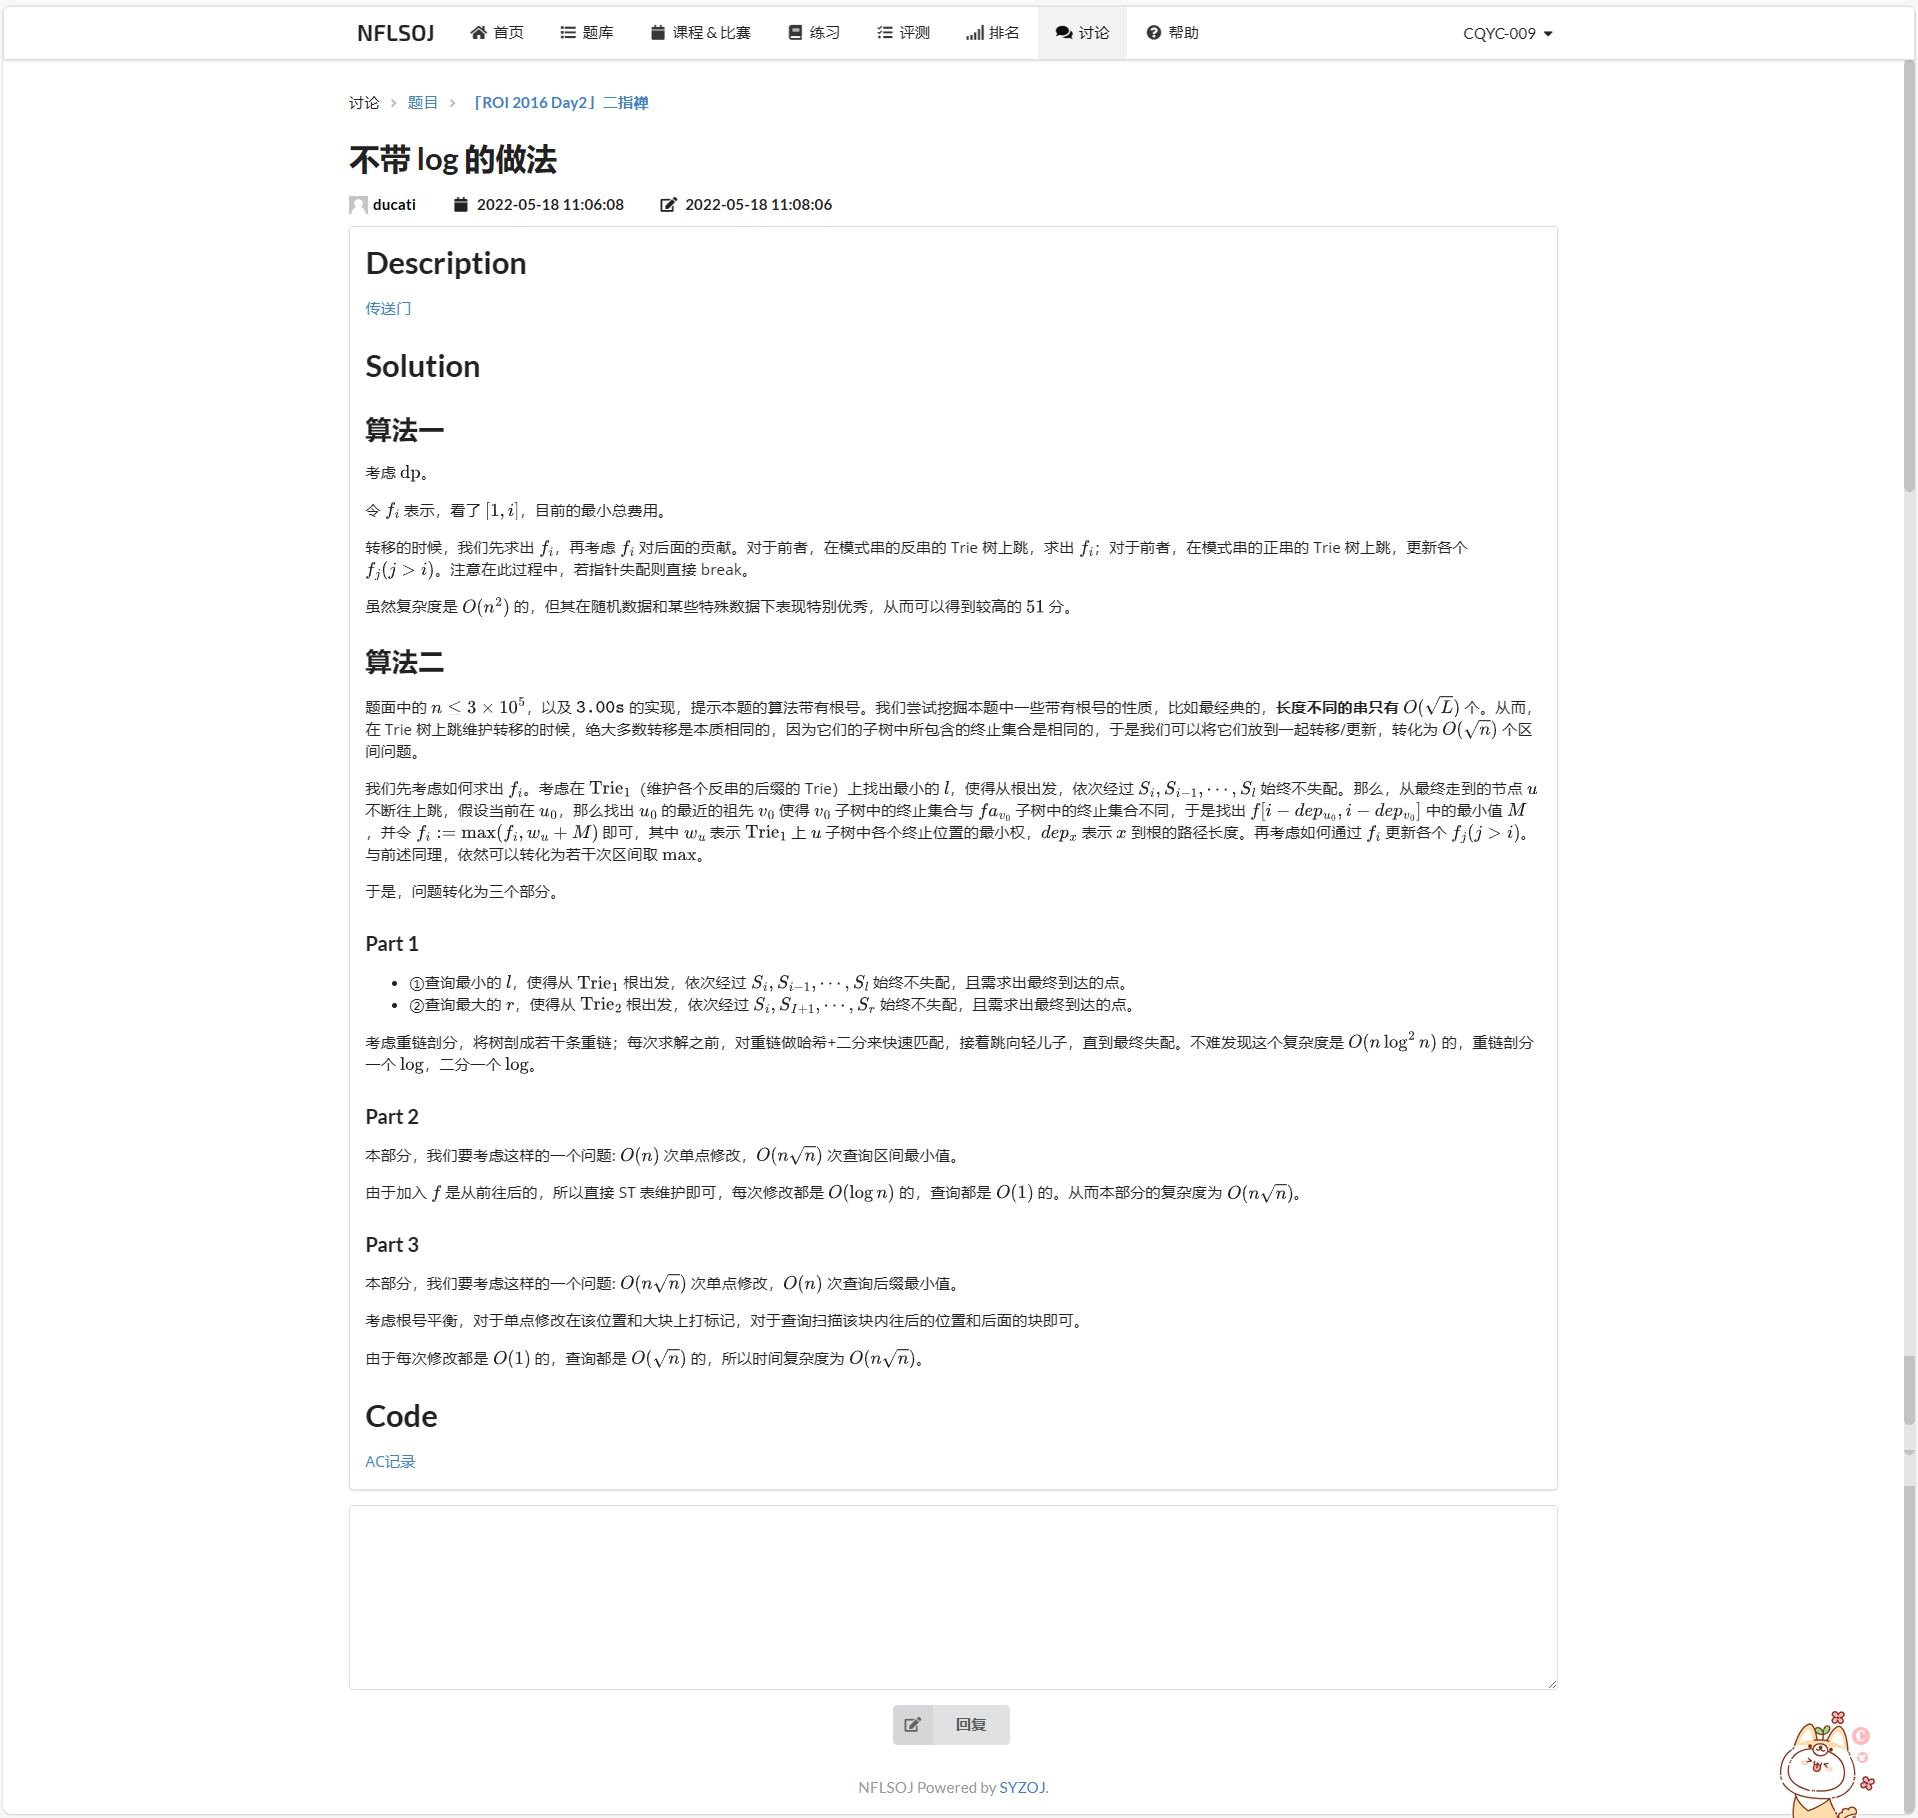 NFLSOJ 首页 题库 课程 & 比赛 练习 评测 排名 讨论 帮助 CQYC-009
讨论 > 题目 > 「ROI 2016 Day2」二指禅
不带 log 的做法
ducati 2022-05-18 11:06:08 2022-05-18 11:08:06
Description
传送门
Solution
算法一
考虑 dp。
令 f_i 表示，看了 [1, i]，目前的最小总费用。
转移的时候，我们先求出 f_i，再考虑 f_i 对后面的贡献。对于前者，在模式串的反串的 Trie 树上跳，求出 f_i；对于前者，在模式串的正串的 Trie 树上跳，更新各个
f_j(j > i)。注意在此过程中，若指针失配则直接 break。
虽然复杂度是 O(n²) 的，但其在随机数据和某些特殊数据下表现特别优秀，从而可以得到较高的 51 分。
算法二
题面中的 n ≤ 3 × 10⁵，以及 3.00s 的实现，提示本题的算法带有根号。我们尝试挖掘本题中一些带有根号的性质，比如最经典的，长度不同的串只有 O(√L) 个。从而，
在 Trie 树上跳维护转移的时候，绝大多数转移是本质相同的，因为它们的子树中所包含的终止集合是相同的，于是我们可以将它们放到一起转移/更新，转化为 O(√n) 个区
间问题。
我们先考虑如何求出 f_i。考虑在 Trie₁（维护各个反串的后缀的 Trie）上找出最小的 l，使得从根出发，依次经过 S_i, S_{i−1}, ⋯, S_l 始终不失配。那么，从最终走到的节点 u
不断往上跳，假设当前在 u₀，那么找出 u₀ 的最近的祖先 v₀ 使得 v₀ 子树中的终止集合与 fa_{v₀} 子树中的终止集合不同，于是找出 f[i − dep_{u₀}, i − dep_{v₀}] 中的最小值 M
，并令 f_i := max(f_i, w_u + M) 即可，其中 w_u 表示 Trie₁ 上 u 子树中各个终止位置的最小权，dep_x 表示 x 到根的路径长度。再考虑如何通过 f_i 更新各个 f_j(j > i)。
与前述同理，依然可以转化为若干次区间取 max。
于是，问题转化为三个部分。
Part 1
• ①查询最小的 l，使得从 Trie₁ 根出发，依次经过 S_i, S_{i−1}, ⋯, S_l 始终不失配，且需求出最终到达的点。
• ②查询最大的 r，使得从 Trie₂ 根出发，依次经过 S_i, S_{I+1}, ⋯, S_r 始终不失配，且需求出最终到达的点。
考虑重链剖分，将树剖成若干条重链；每次求解之前，对重链做哈希+二分来快速匹配，接着跳向轻儿子，直到最终失配。不难发现这个复杂度是 O(n log² n) 的，重链剖分
一个 log，二分一个 log。
Part 2
本部分，我们要考虑这样的一个问题: O(n) 次单点修改，O(n√n) 次查询区间最小值。
由于加入 f 是从前往后的，所以直接 ST 表维护即可，每次修改都是 O(log n) 的，查询都是 O(1) 的。从而本部分的复杂度为 O(n√n)。
Part 3
本部分，我们要考虑这样的一个问题: O(n√n) 次单点修改，O(n) 次查询后缀最小值。
考虑根号平衡，对于单点修改在该位置和大块上打标记，对于查询扫描该块内往后的位置和后面的块即可。
由于每次修改都是 O(1) 的，查询都是 O(√n) 的，所以时间复杂度为 O(n√n)。
Code
AC记录
回复
NFLSOJ Powered by SYZOJ.